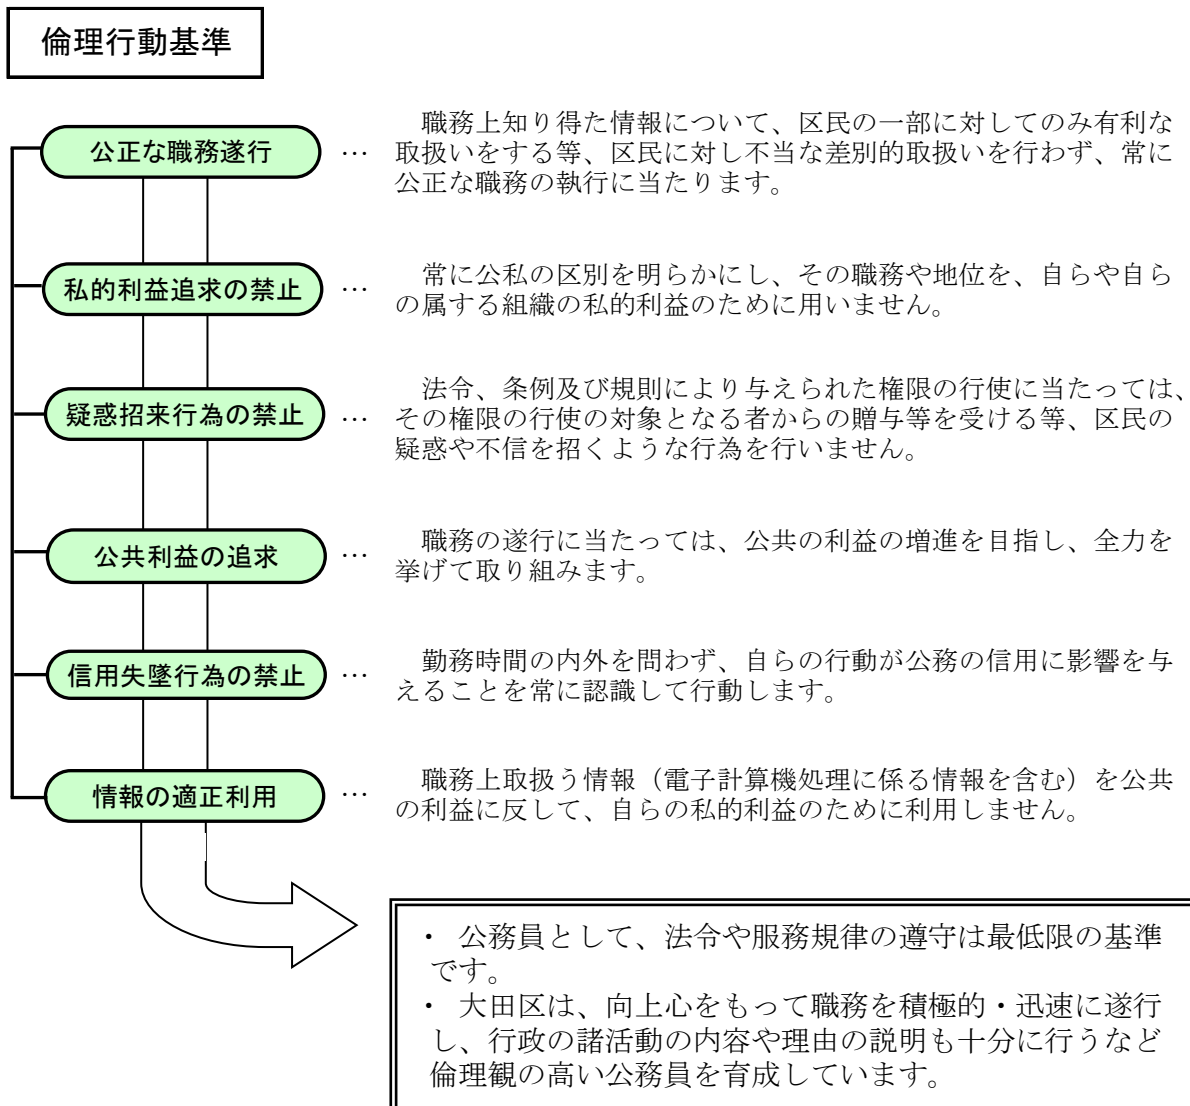 倫理行動基準
公正な職務遂行
…
職務上知り得た情報について、区民の一部に対してのみ有利な
取扱いをする等、区民に対し不当な差別的取扱いを行わず、常に
公正な職務の執行に当たります。
私的利益追求の禁止
…
常に公私の区別を明らかにし、その職務や地位を、自らや自ら
の属する組織の私的利益のために用いません。
疑惑招来行為の禁止
…
法令、条例及び規則により与えられた権限の行使に当たっては、
その権限の行使の対象となる者からの贈与等を受ける等、区民の
疑惑や不信を招くような行為を行いません。
公共利益の追求
…
職務の遂行に当たっては、公共の利益の増進を目指し、全力を
挙げて取り組みます。
信用失墜行為の禁止
…
勤務時間の内外を問わず、自らの行動が公務の信用に影響を与
えることを常に認識して行動します。
情報の適正利用
…
職務上取扱う情報（電子計算機処理に係る情報を含む）を公共
の利益に反して、自らの私的利益のために利用しません。
・ 公務員として、法令や服務規律の遵守は最低限の基準
です。
・ 大田区は、向上心をもって職務を積極的・迅速に遂行
し、行政の諸活動の内容や理由の説明も十分に行うなど
倫理観の高い公務員を育成しています。